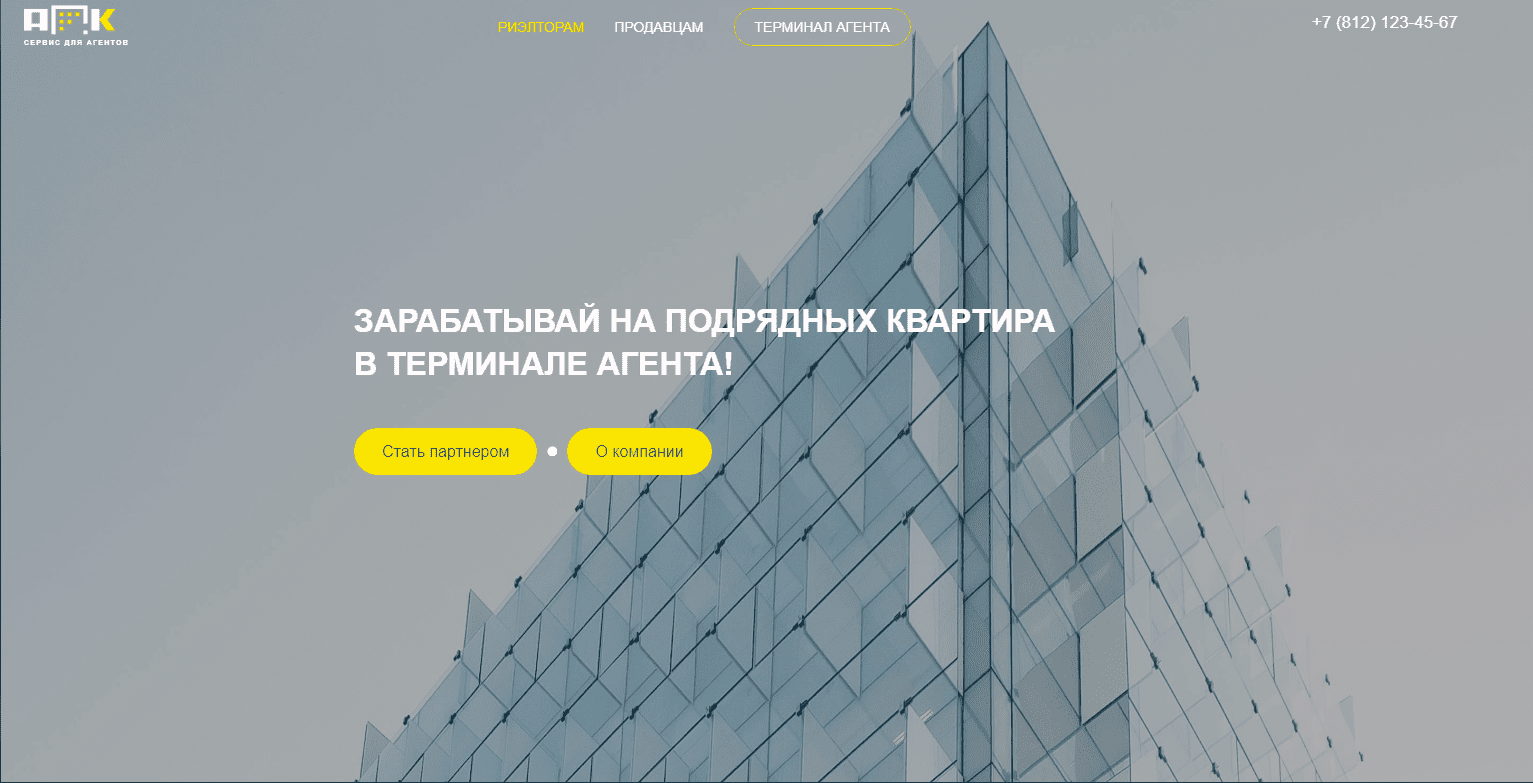 АПК
СЕРВИС ДЛЯ АГЕНТОВ
РИЭЛТОРАМ ПРОДАВЦАМ ТЕРМИНАЛ АГЕНТА
+7 (812) 123-45-67
ЗАРАБАТЫВАЙ НА ПОДРЯДНЫХ КВАРТИРА
В ТЕРМИНАЛЕ АГЕНТА!
Стать партнером О компании